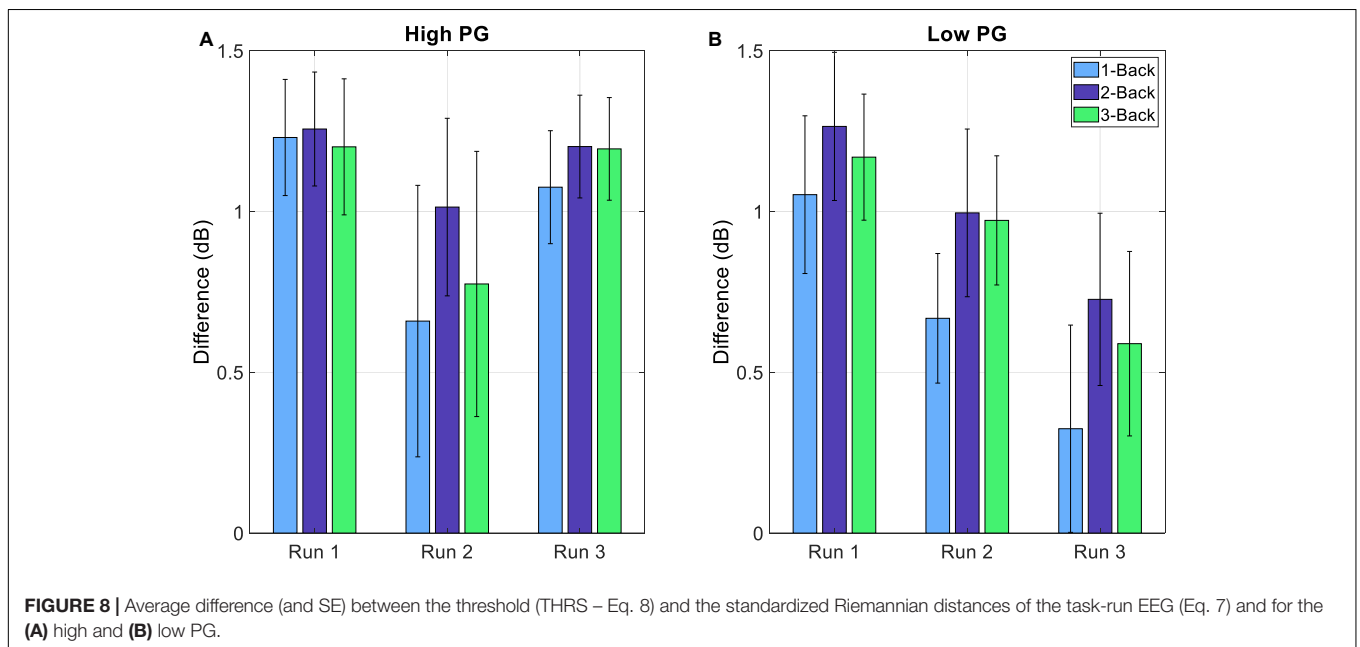 A
High PG
1.5
1
0.5
0
Difference (dB)
Run 1
Run 2
Run 3
B
Low PG
1.5
1
0.5
0
Difference (dB)
1-Back
2-Back
3-Back
Run 1
Run 2
Run 3
FIGURE 8 | Average difference (and SE) between the threshold (THRS – Eq. 8) and the standardized Riemannian distances of the task-run EEG (Eq. 7) and for the
(A) high and (B) low PG.